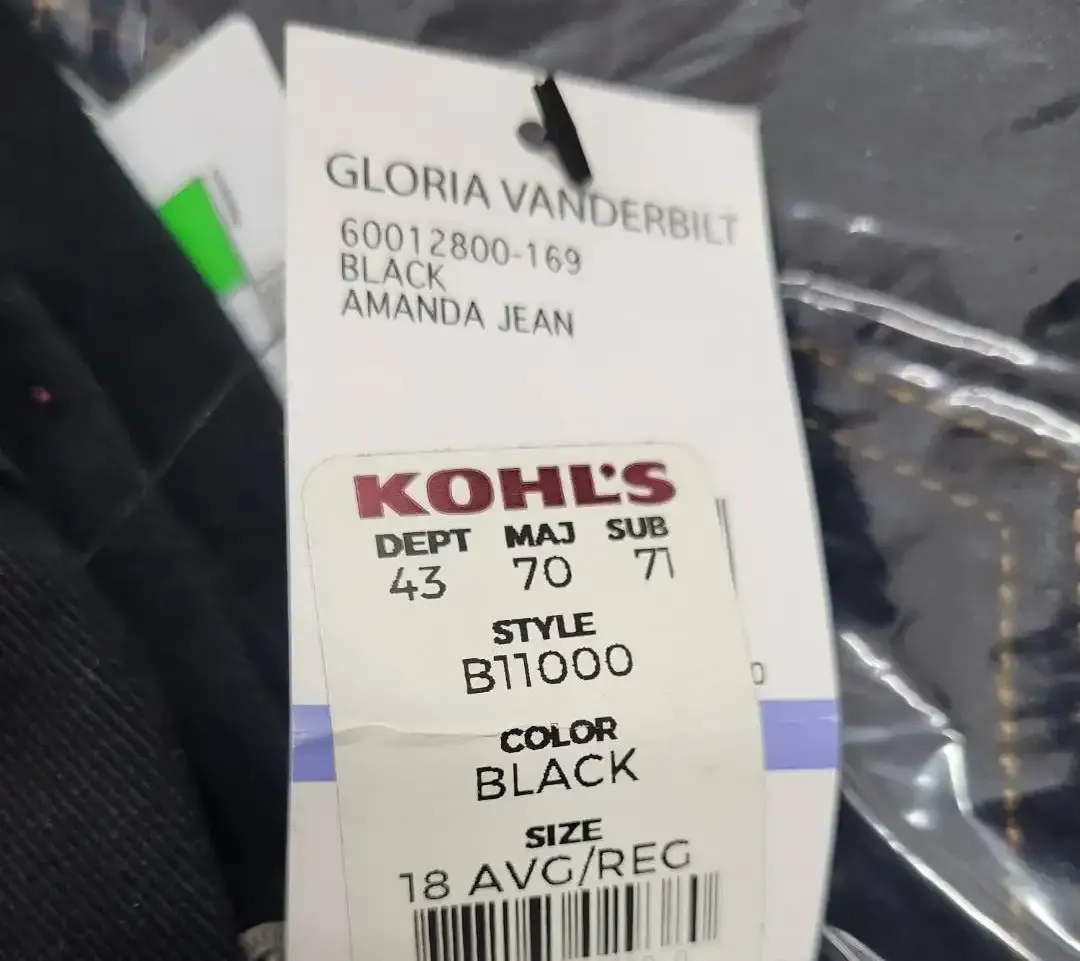 GLORIA VANDERBILT
60012800-169
BLACK
AMANDA JEAN
KOHL'S
DEPT MAJ SUB
43 70 71
STYLE
B11000
COLOR
BLACK
SIZE
18 AVG/REG